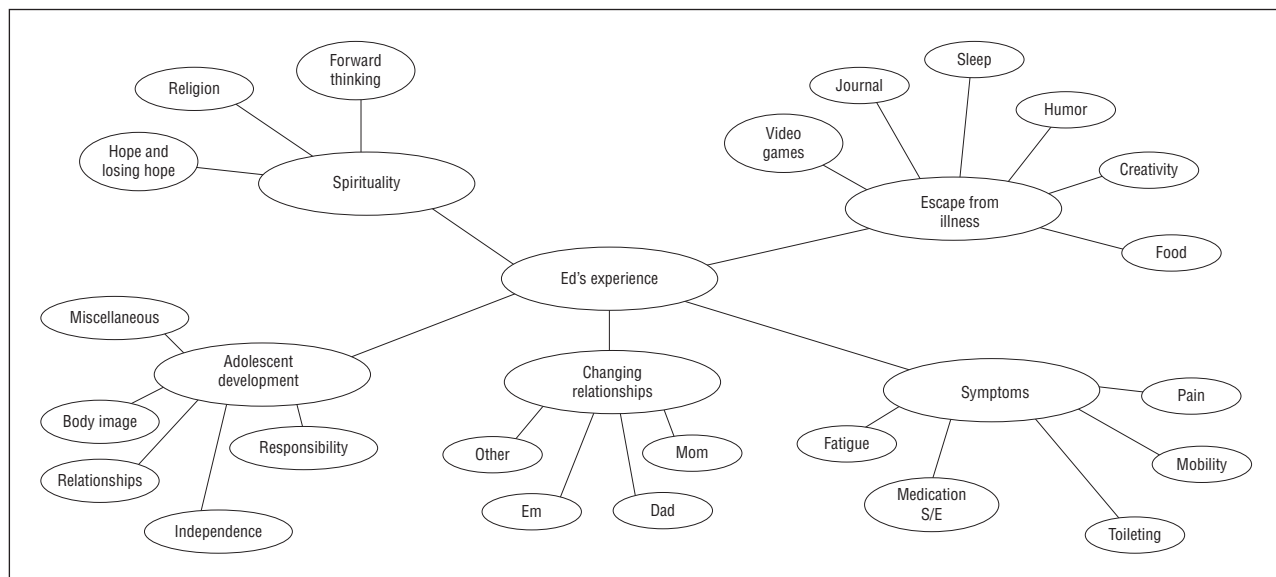 Forward
thinking
Religion
Hope and
losing hope
Spirituality
Sleep
Journal
Humor
Video
games
Creativity
Escape from
illness
Food
Ed's experience
Miscellaneous
Adolescent
development
Body image
Responsibility
Relationships
Independence
Changing
relationships
Other
Mom
Em
Dad
Symptoms
Pain
Fatigue
Mobility
Medication
S/E
Toileting